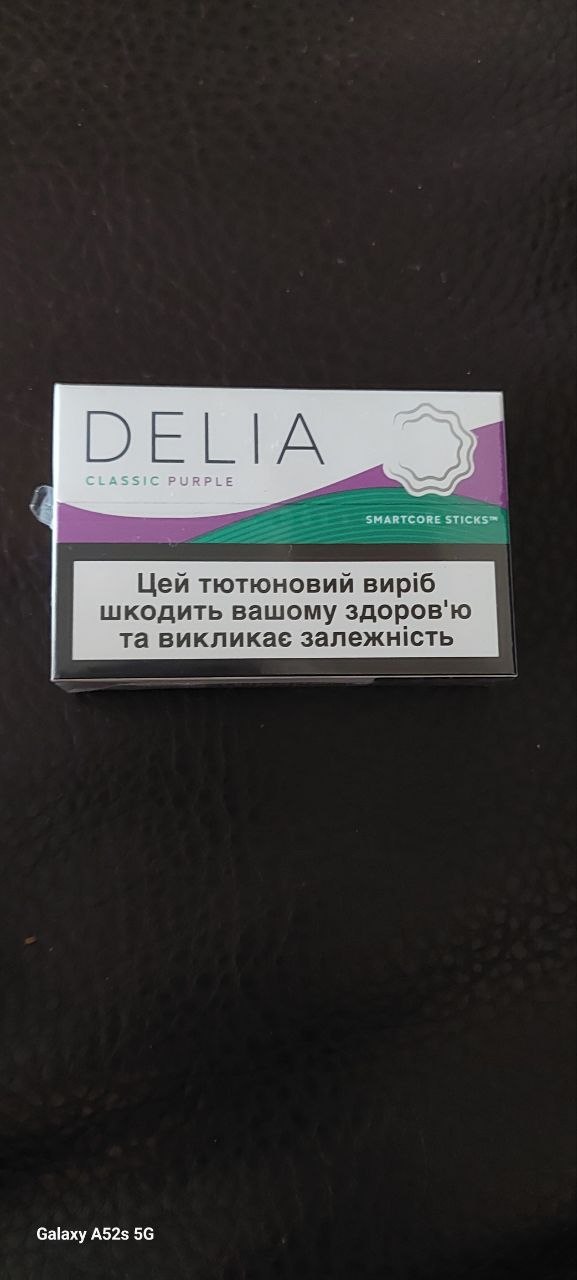 DELIA
CLASSIC PURPLE
SMARTCORE STICKS™
Цей тютюновий виріб
шкодить вашому здоров'ю
та викликає залежність
Galaxy A52s 5G